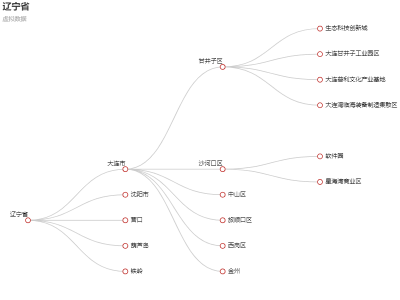 辽宁省
虚拟数据
甘井子区
生态科技创新城
大连甘井子工业园区
大连普利文化产业基地
大连湾临海装备制造集聚区
大连市
沙河口区
软件园
星海湾商业区
沈阳市
中山区
辽宁省
营口
旅顺口区
葫芦岛
西岗区
铁岭
金州